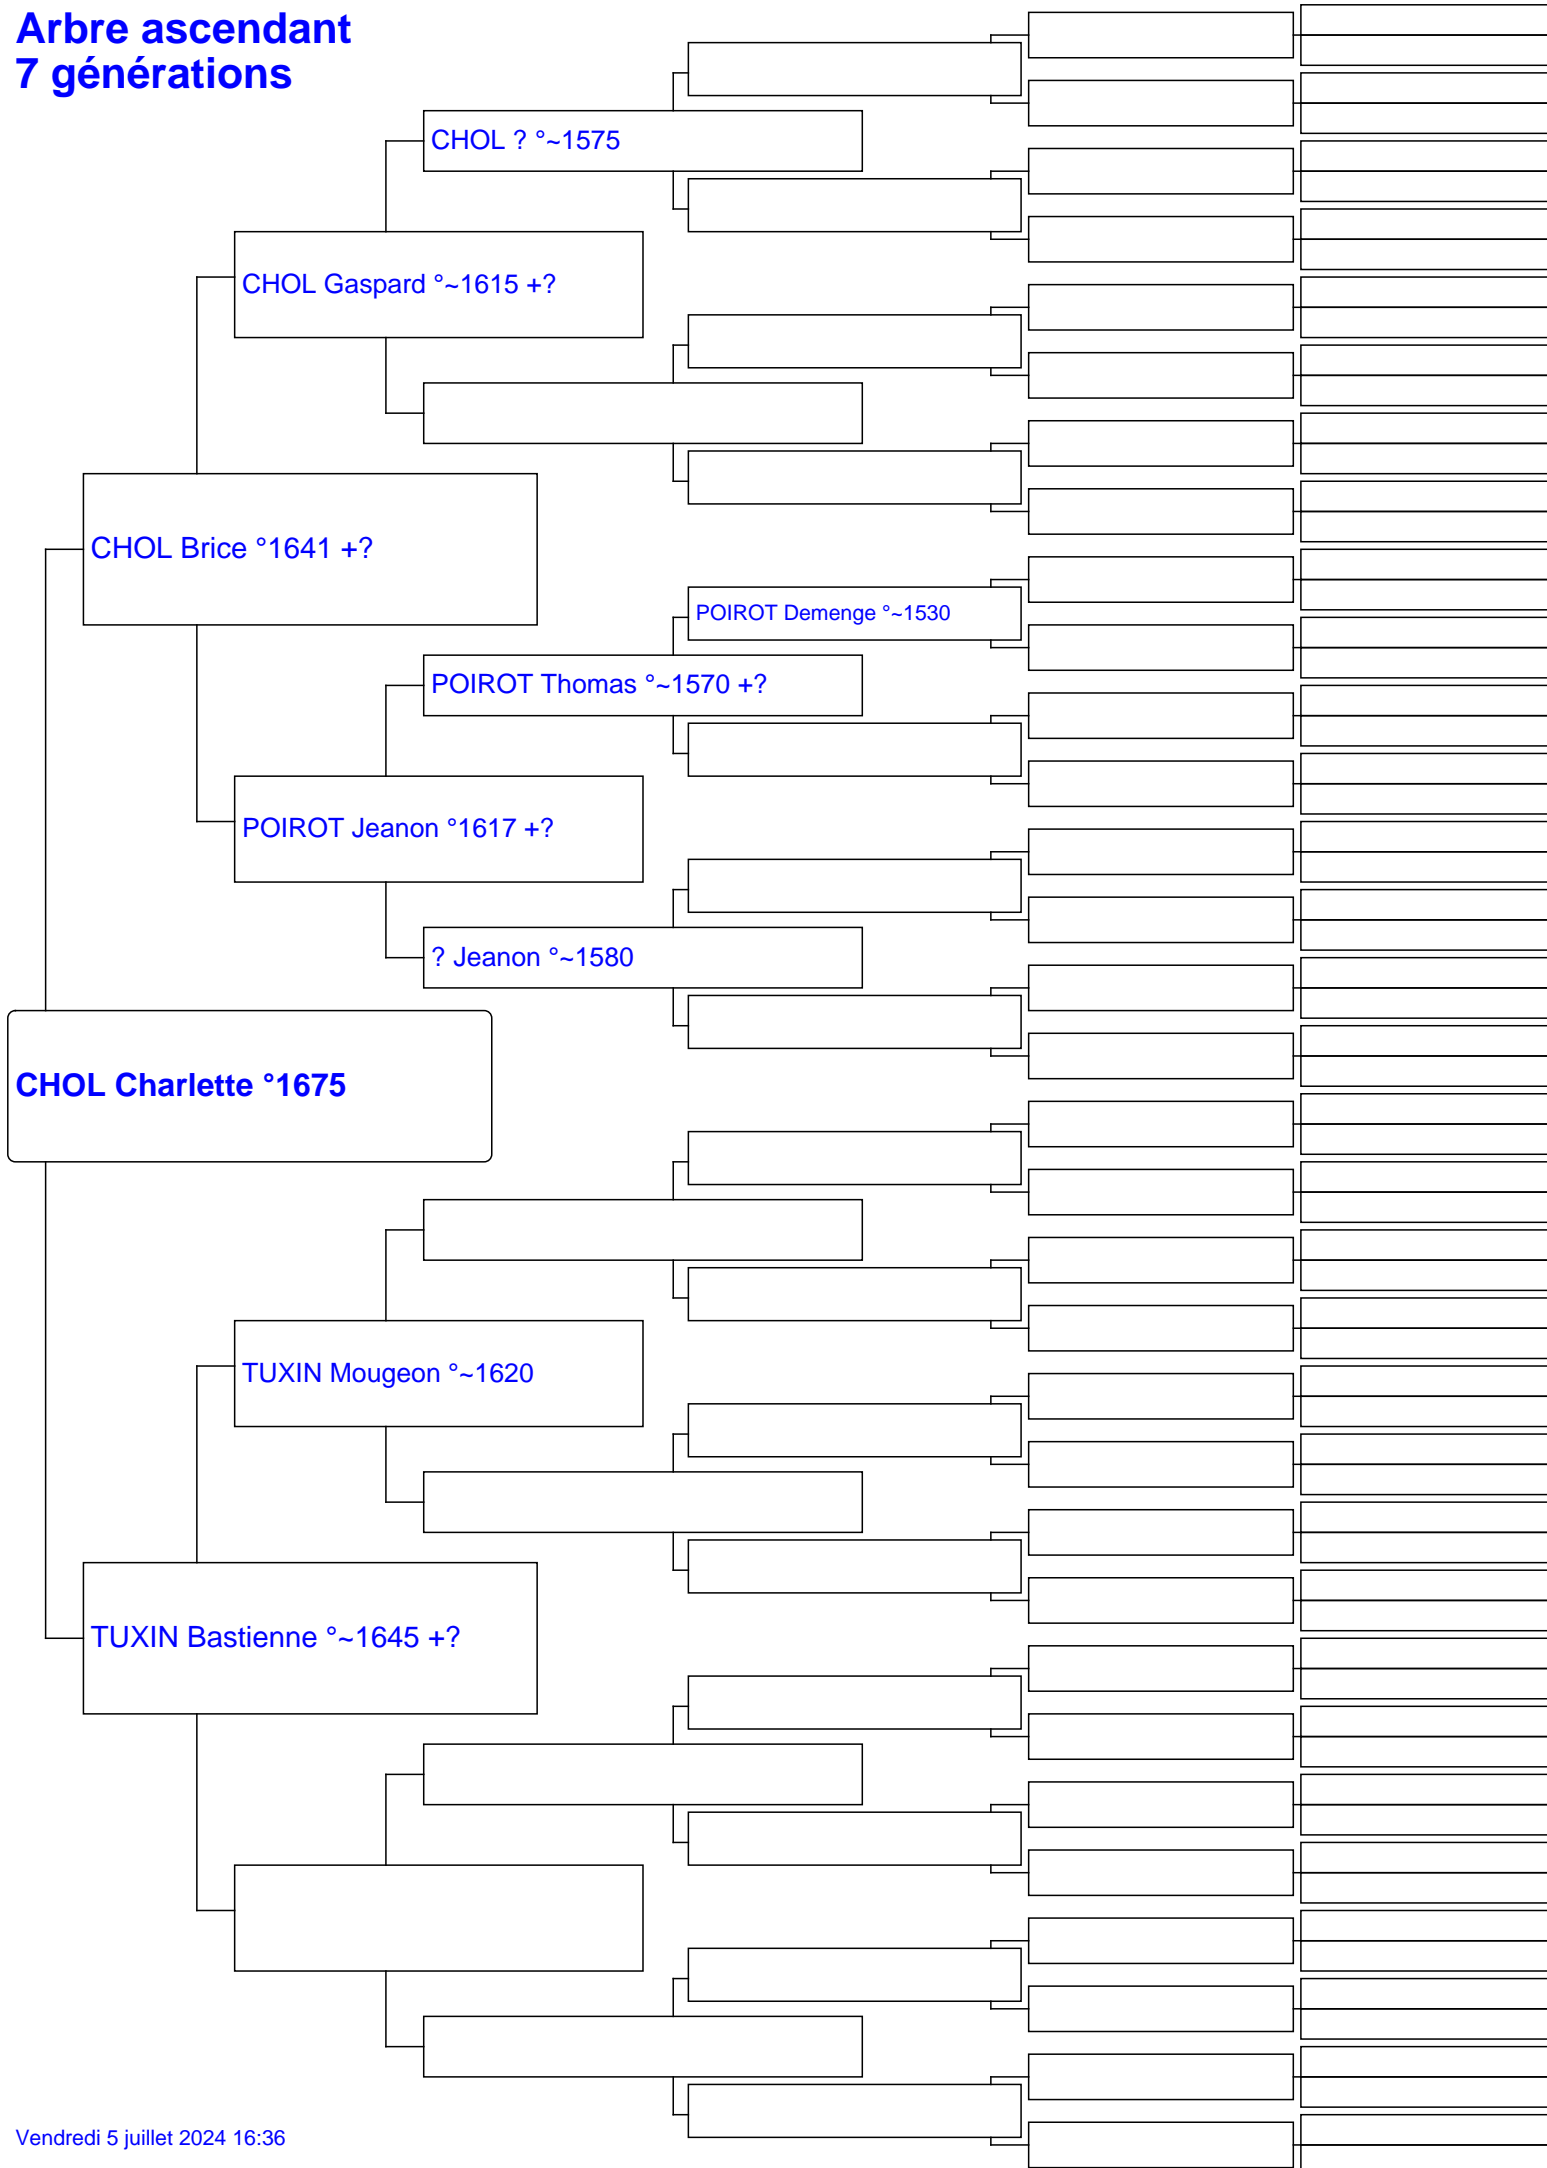 Arbre ascendant
7 générations
CHOL ? °~1575
CHOL Gaspard °~1615 +?
CHOL Brice °1641 +?
POIROT Demenge °~1530
POIROT Thomas °~1570 +?
POIROT Jeanon °1617 +?
? Jeanon °~1580
CHOL Charlette °1675
TUXIN Mougeon °~1620
TUXIN Bastienne °~1645 +?
Vendredi 5 juillet 2024 16:36